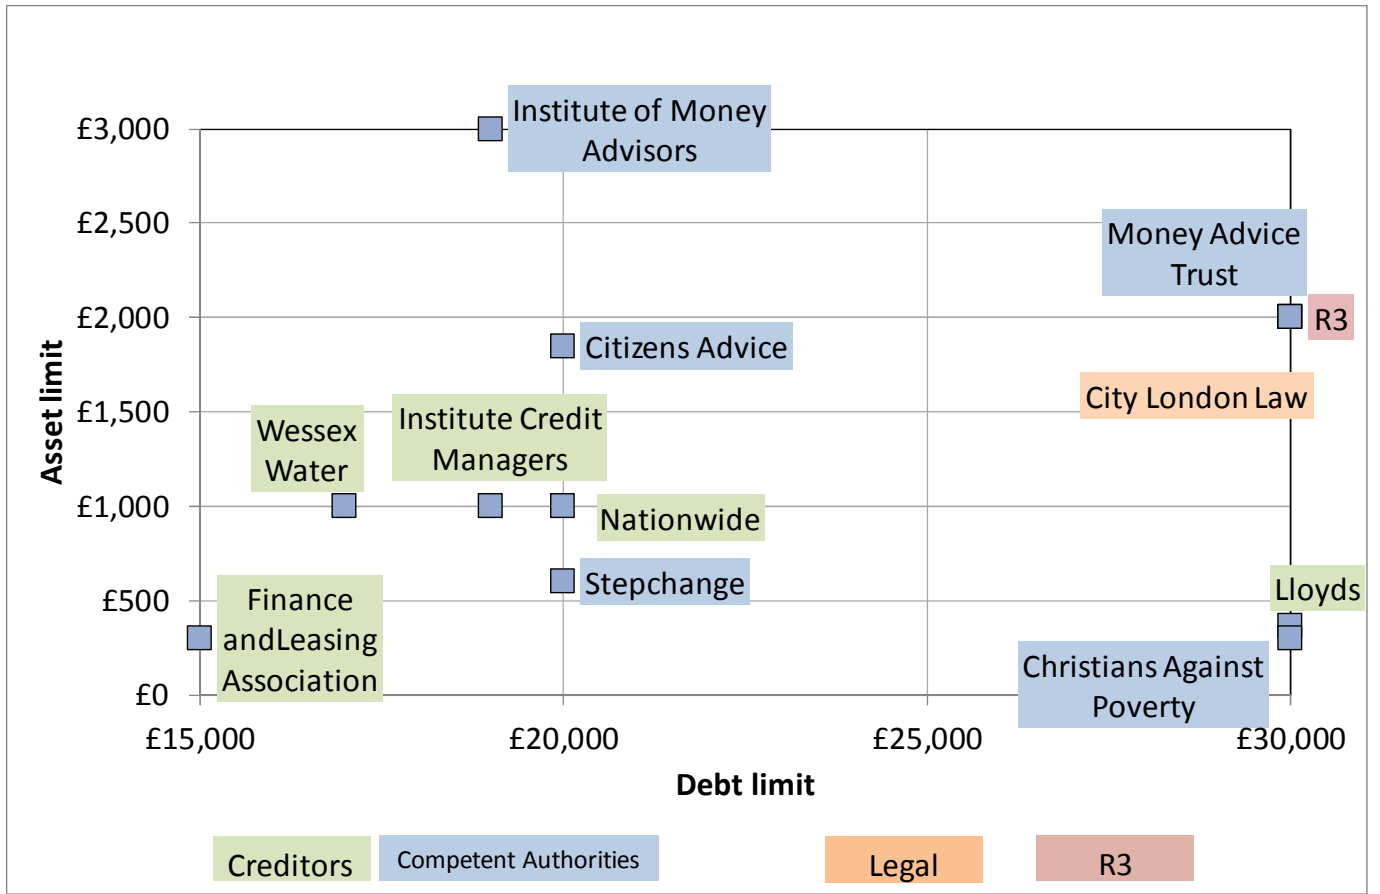 Institute of Money
Advisors
£3,000
£2,500
Money Advice
Trust
£2,000
R3
Citizens Advice
Asset limit
£1,500
City London Law
Institute Credit
Managers
Wessex
Water
£1,000
Nationwide
Stepchange
£500
Lloyds
Finance
andLeasing
Association
Christians Against
Poverty
£0
£15,000
£20,000
£25,000
£30,000
Debt limit
Creditors
Competent Authorities
Legal
R3